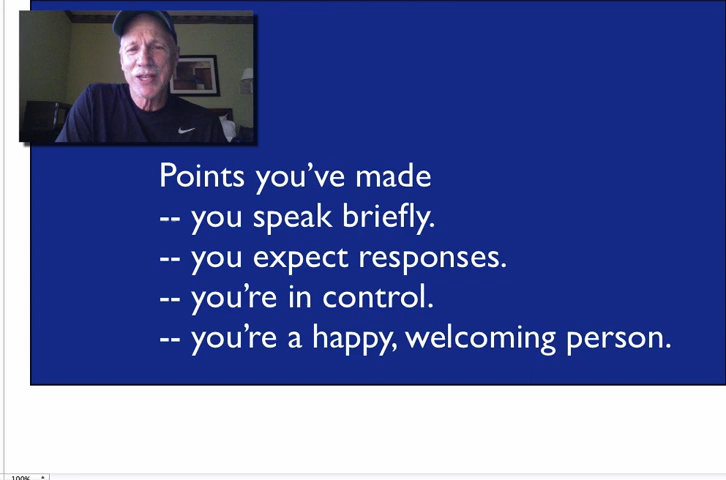 Points you’ve made
-- you speak briefly.
-- you expect responses.
-- you’re in control.
-- you’re a happy, welcoming person.
100%